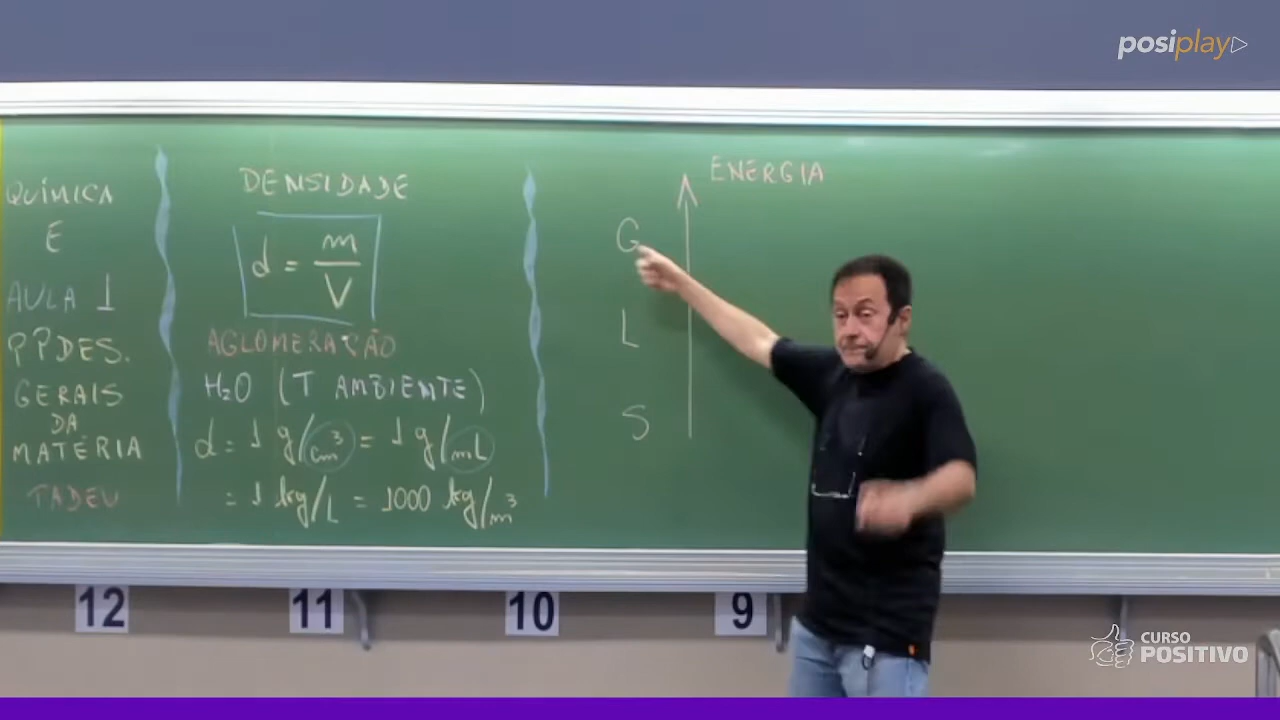 posiplay
QUÍMICA
E
AULA 1
PPDES.
GERAIS
DA
MATÉRIA
TADEU
DENSIDADE
d = m/V
AGLOMERAÇÃO
H₂O (T AMBIENTE)
d = 1 g/cm³ = 1 g/mL
= 1 kg/L = 1000 kg/m³
ENERGIA
G
L
S
12 11 10 9
CURSO
POSITIVO